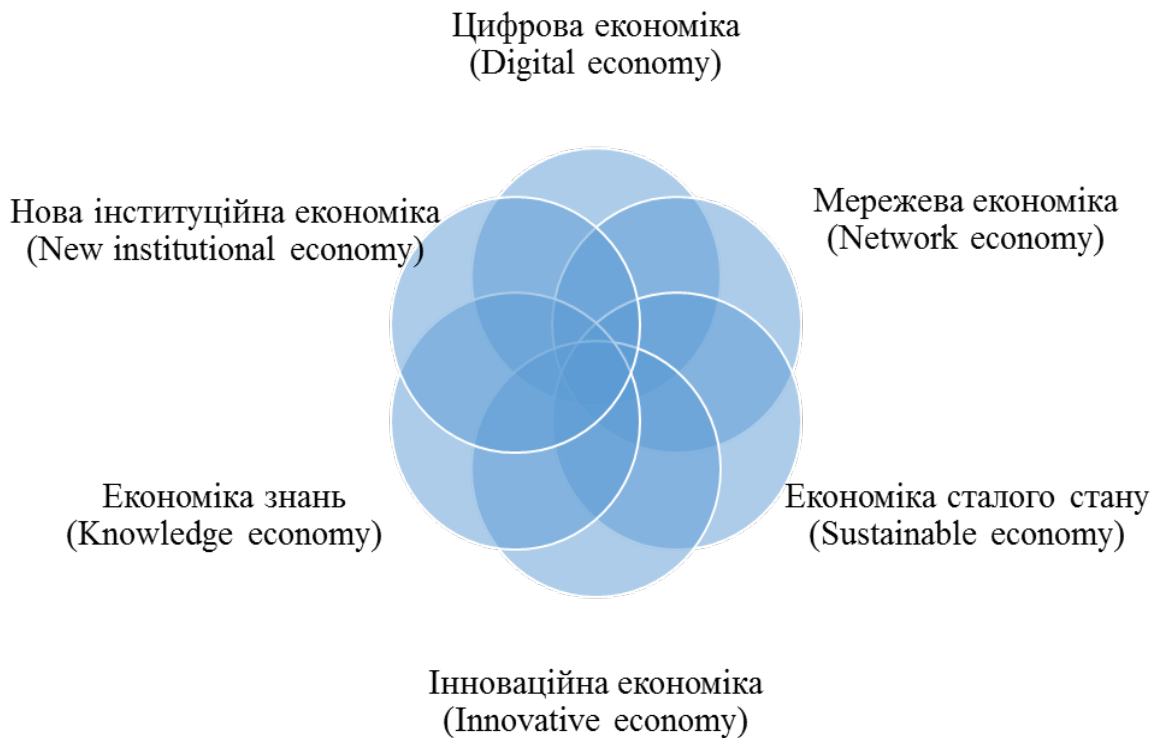 Цифрова економіка
(Digital economy)
Нова інституційна економіка
(New institutional economy)
Мережева економіка
(Network economy)
Економіка знань
(Knowledge economy)
Економіка сталого стану
(Sustainable economy)
Інноваційна економіка
(Innovative economy)